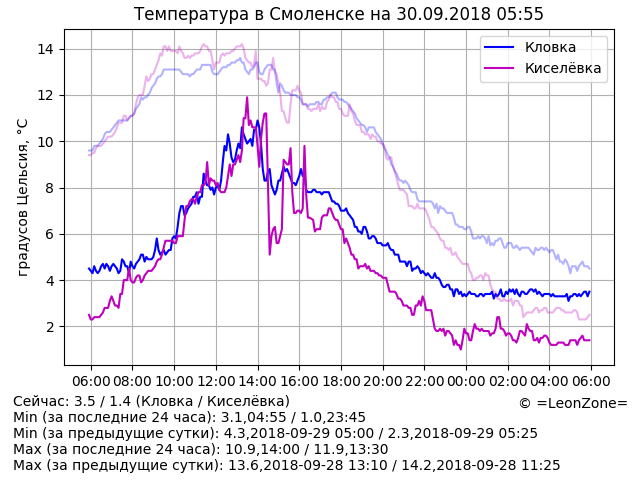 Температура в Смоленске на 30.09.2018 05:55
градусов Цельсия, °C
14
12
10
8
6
4
2
Кловка
Киселёвка
06:00 08:00 10:00 12:00 14:00 16:00 18:00 20:00 22:00 00:00 02:00 04:00 06:00
Сейчас: 3.5 / 1.4 (Кловка / Киселёвка)
© =LeonZone=
Min (за последние 24 часа): 3.1,04:55 / 1.0,23:45
Min (за предыдущие сутки): 4.3,2018-09-29 05:00 / 2.3,2018-09-29 05:25
Max (за последние 24 часа): 10.9,14:00 / 11.9,13:30
Max (за предыдущие сутки): 13.6,2018-09-28 13:10 / 14.2,2018-09-28 11:25